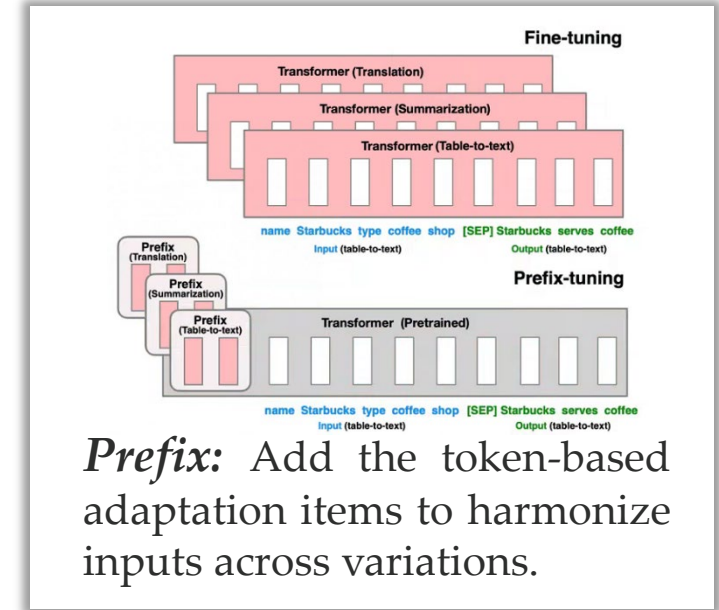 Fine-tuning
Transformer (Translation)
Transformer (Summarization)
Transformer (Table-to-text)
name Starbucks type coffee shop [SEP] Starbucks serves coffee
Input (table-to-text) Output (table-to-text)
Prefix-tuning
Prefix
(Translation)
Prefix
(Summarization)
Prefix
(Table-to-text)
Transformer (Pretrained)
name Starbucks type coffee shop [SEP] Starbucks serves coffee
Input (table-to-text) Output (table-to-text)
Prefix: Add the token-based
adaptation items to harmonize
inputs across variations.